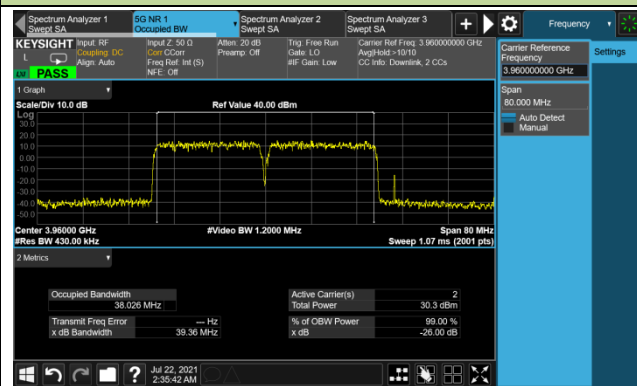 Spectrum Analyzer 1
Swept SA
5G NR 1
Occupied BW
Spectrum Analyzer 2
Swept SA
Spectrum Analyzer 3
Swept SA
+
Frequency
KEYSIGHT
L
LXI
PASS
Input: RF
Coupling: DC
Align: Auto
Input Z: 50 Ω
Corr CCorr
Freq Ref: Int (S)
NFE: Off
Atten: 20 dB
Preamp: Off
Trig: Free Run
Gate: LO
#IF Gain: Low
Carrier Ref Freq: 3.960000000 GHz
Avg|Hold:>10/10
CC Info: Downlink, 2 CCs
Carrier Reference
Frequency
3.960000000 GHz
Span
80.000 MHz
Auto Detect
Manual
Settings
1 Graph
Scale/Div 10.0 dB
Ref Value 40.00 dBm
Log
30.0
20.0
10.0
0.00
-10.0
-20.0
-30.0
-40.0
-50.0
Center 3.96000 GHz
#Video BW 1.2000 MHz
Span 80 MHz
#Res BW 430.00 kHz
Sweep 1.07 ms (2001 pts)
2 Metrics
Occupied Bandwidth
38.026 MHz
Transmit Freq Error
--- Hz
x dB Bandwidth
39.36 MHz
Active Carrier(s)
2
Total Power
30.3 dBm
% of OBW Power
99.00 %
x dB
-26.00 dB
?
Jul 22, 2021
2:35:42 AM